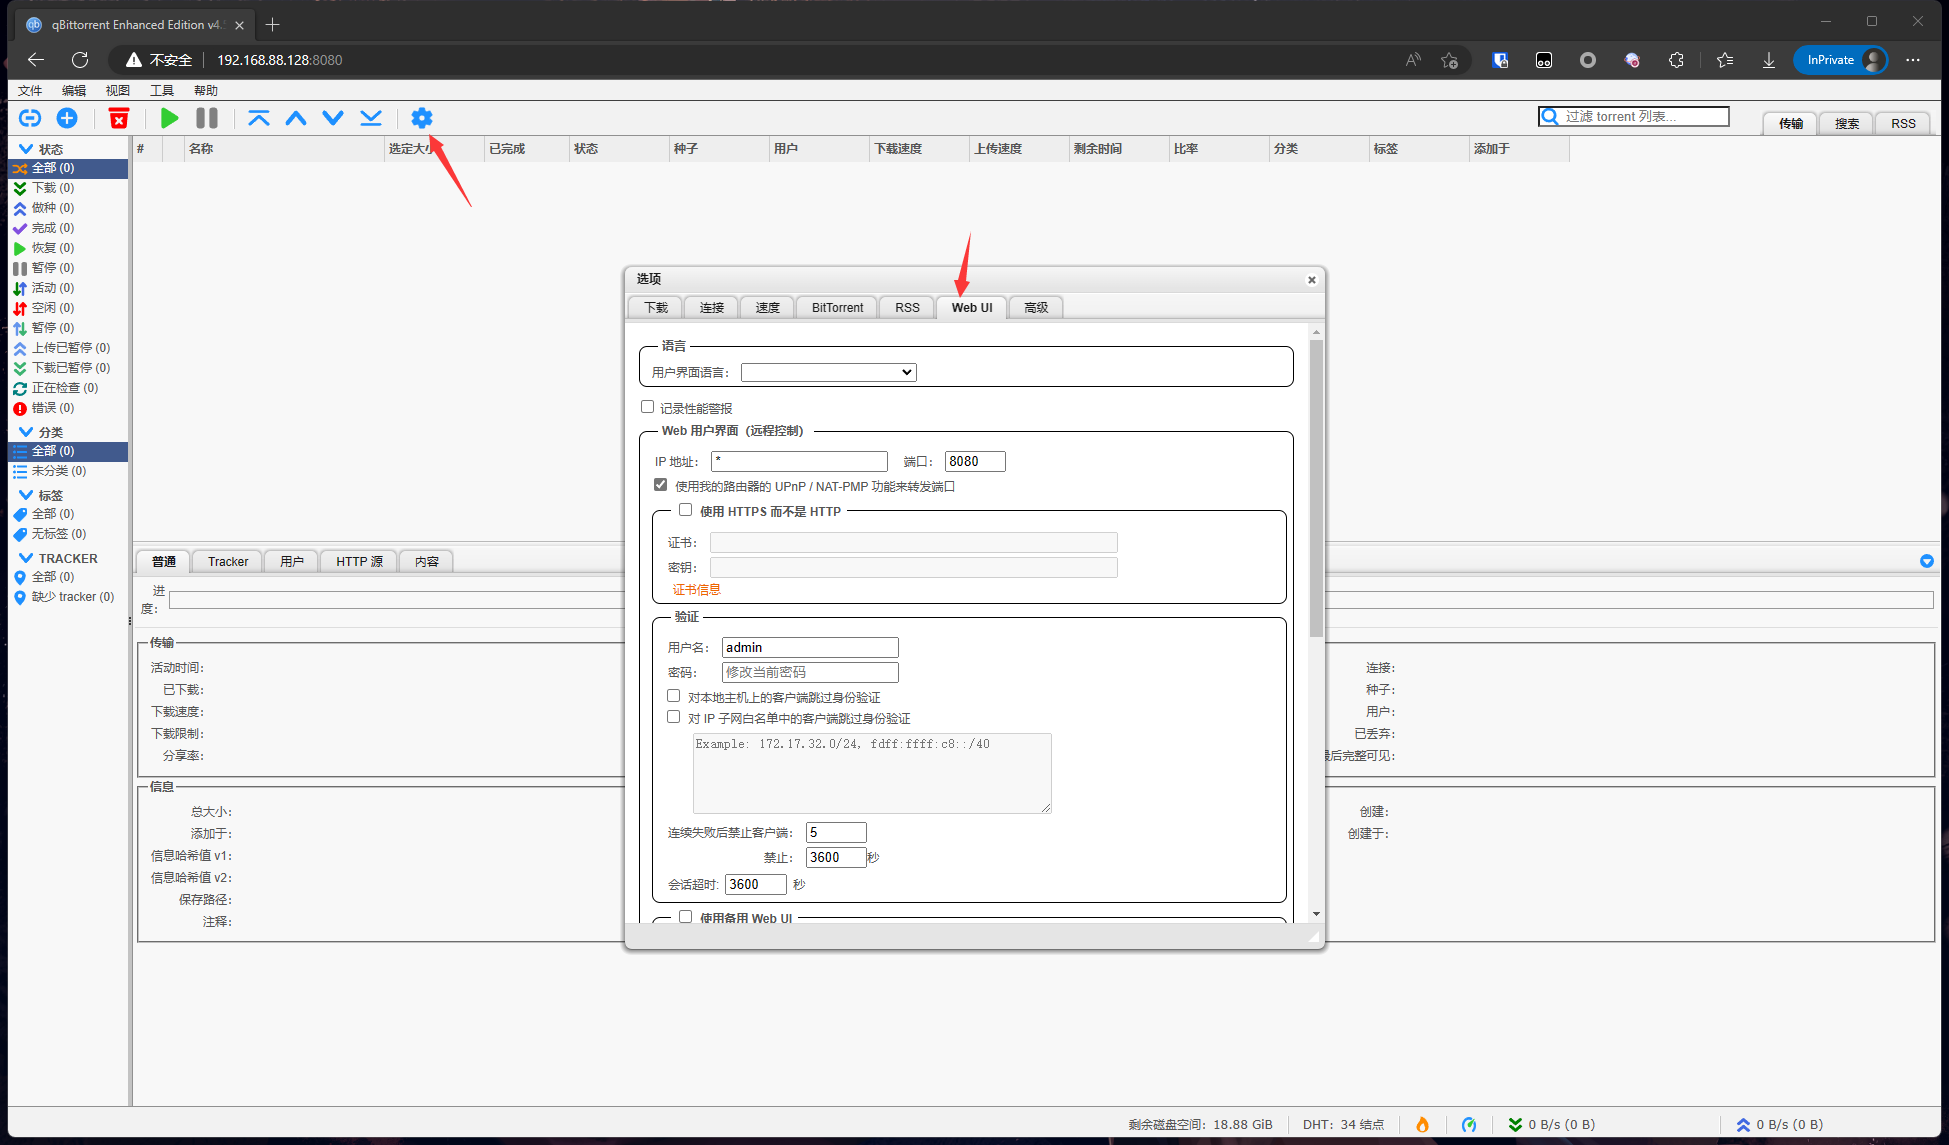 qBittorrent Enhanced Edition v4.
不安全 192.168.88.128:8080
InPrivate
文件 编辑 视图 工具 帮助
过滤 torrent 列表...
传输 搜索 RSS
# 名称 选定大小 已完成 状态 种子 用户 下载速度 上传速度 剩余时间 比率 分类 标签 添加于
状态
全部 (0)
下载 (0)
做种 (0)
完成 (0)
恢复 (0)
暂停 (0)
活动 (0)
空闲 (0)
暂停 (0)
上传已暂停 (0)
下载已暂停 (0)
正在检查 (0)
错误 (0)
分类
全部 (0)
未分类 (0)
标签
全部 (0)
无标签 (0)
TRACKER
全部 (0)
缺少 tracker (0)
选项
下载 连接 速度 BitTorrent RSS Web UI 高级
语言
用户界面语言：
记录性能警报
Web 用户界面（远程控制）
IP 地址： * 端口： 8080
使用我的路由器的 UPnP / NAT-PMP 功能来转发端口
使用 HTTPS 而不是 HTTP
证书：
密钥：
证书信息
验证
用户名： admin
密码： 修改当前密码
对本地主机上的客户端跳过身份验证
对 IP 子网白名单中的客户端跳过身份验证
Example: 172.17.32.0/24, fdff:ffff:c8::/40
连续失败后禁止客户端： 5
禁止： 3600 秒
会话超时: 3600 秒
使用备用 Web UI
普通 Tracker 用户 HTTP 源 内容
进度：
传输
活动时间：
已下载：
下载速度：
下载限制：
分享率：
连接：
种子：
用户：
已丢弃：
后完整可见：
信息
总大小：
添加于：
信息哈希值 v1：
信息哈希值 v2：
保存路径：
注释：
创建：
创建于：
剩余磁盘空间： 18.88 GiB DHT： 34 结点 0 B/s (0 B) 0 B/s (0 B)